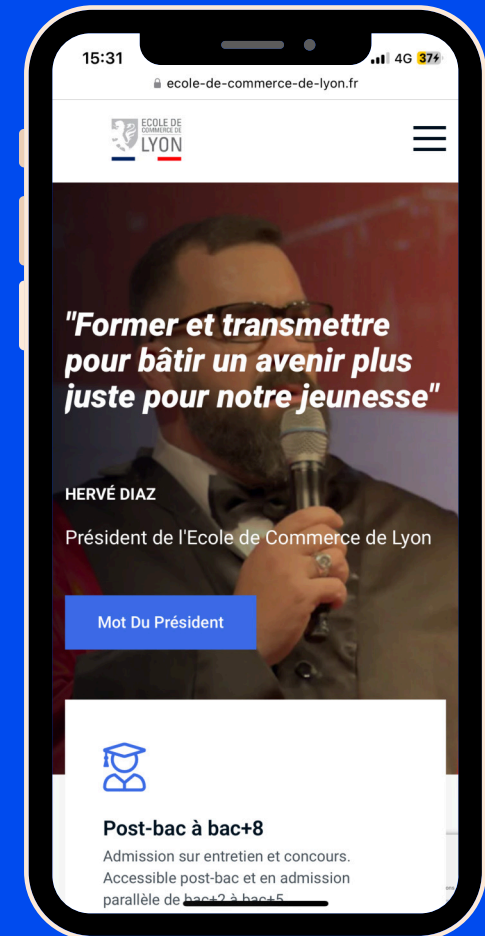 15:31
4G 37
ecole-de-commerce-de-lyon.fr
ECOLE DE
COMMERCE DE
LYON
"Former et transmettre
pour bâtir un avenir plus
juste pour notre jeunesse"
HERVÉ DIAZ
Président de l'Ecole de Commerce de Lyon
Mot Du Président
Post-bac à bac+8
Admission sur entretien et concours.
Accessible post-bac et en admission
parallèle de bac+2 à bac+5